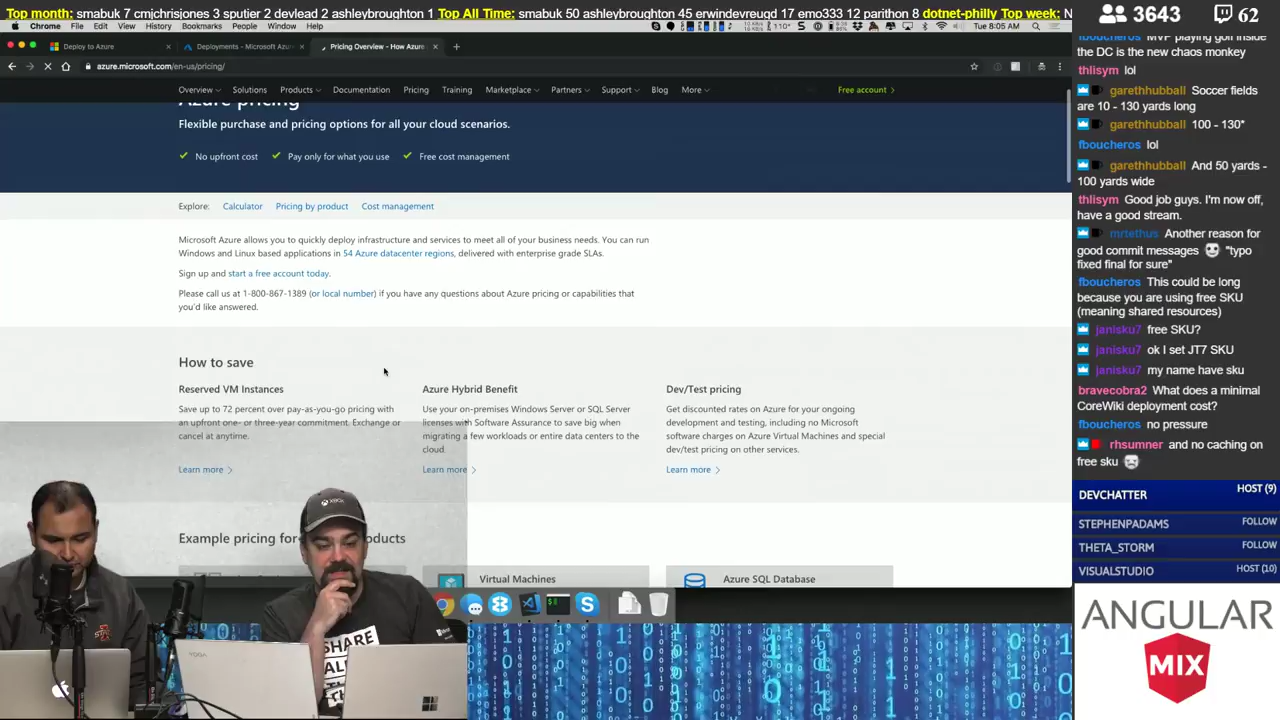 Top month: smabuk 7 cmjchrisjones 3 sputier 2 devlead 2 ashleyboughton 1 Top All Time: smabuk 50 ashleyboughton 45 erwindevreugd 17 emo333 12 parithon 8 dotnet-philly Top week: N
3643 62
Chrome File Edit View History Bookmarks People Window Help
Tue 8:05 AM
Deploy to Azure
Deployments - Microsoft Az
Pricing Overview - How Azure
azure.microsoft.com/en-us/pricing/
Overview Solutions Products Documentation Pricing Training Marketplace Partners Support Blog More Free account
Azure pricing
Flexible purchase and pricing options for all your cloud scenarios.
No upfront cost Pay only for what you use Free cost management
Explore: Calculator Pricing by product Cost management
Microsoft Azure allows you to quickly deploy infrastructure and services to meet all of your business needs. You can run
Windows and Linux based applications in 54 Azure datacenter regions, delivered with enterprise grade SLAs.
Sign up and start a free account today.
Please call us at 1-800-867-1389 (or local number) if you have any questions about Azure pricing or capabilities that
you'd like answered.
How to save
Reserved VM Instances
Save up to 72 percent over pay-as-you-go pricing with
an upfront one- or three-year commitment. Exchange or
cancel at anytime.
Learn more
Azure Hybrid Benefit
Use your on-premises Windows Server or SQL Server
licenses with Software Assurance to save big when
migrating a few workloads or entire data centers to the
cloud.
Learn more
Dev/Test pricing
Get discounted rates on Azure for your ongoing
development and testing, including no Microsoft
software charges on Azure Virtual Machines and special
dev/test pricing on other services.
Learn more
Example pricing for products
Virtual Machines
Azure SQL Database
XBOX
SHARE
YOGA
fboucheros MVP playing golf inside
the DC is the new chaos
monkey
thlisym lol
garethhubball Soccer fields
are 10 - 130 yards long
garethhubball 100 - 130*
fboucheros lol
garethhubball And 50 yards -
100 yards wide
thlisym Good job guys. I'm now off,
have a good stream.
mrtethus Another reason for
good commit messages "typo
fixed final for sure"
fboucheros This could be long
because you are using free SKU
(meaning shared resources)
janisku7 free SKU?
janisku7 ok I set JT7 SKU
janisku7 my name have sku
bravecobra2 What does a minimal
CoreWiki deployment cost?
fboucheros no pressure
rhsumner and no caching on
free sku
DEVCHATTER HOST (9)
STEPHENPADAMS FOLLOW
THETA_STORM FOLLOW
VISUALSTUDIO HOST (10)
ANGULAR
MIX